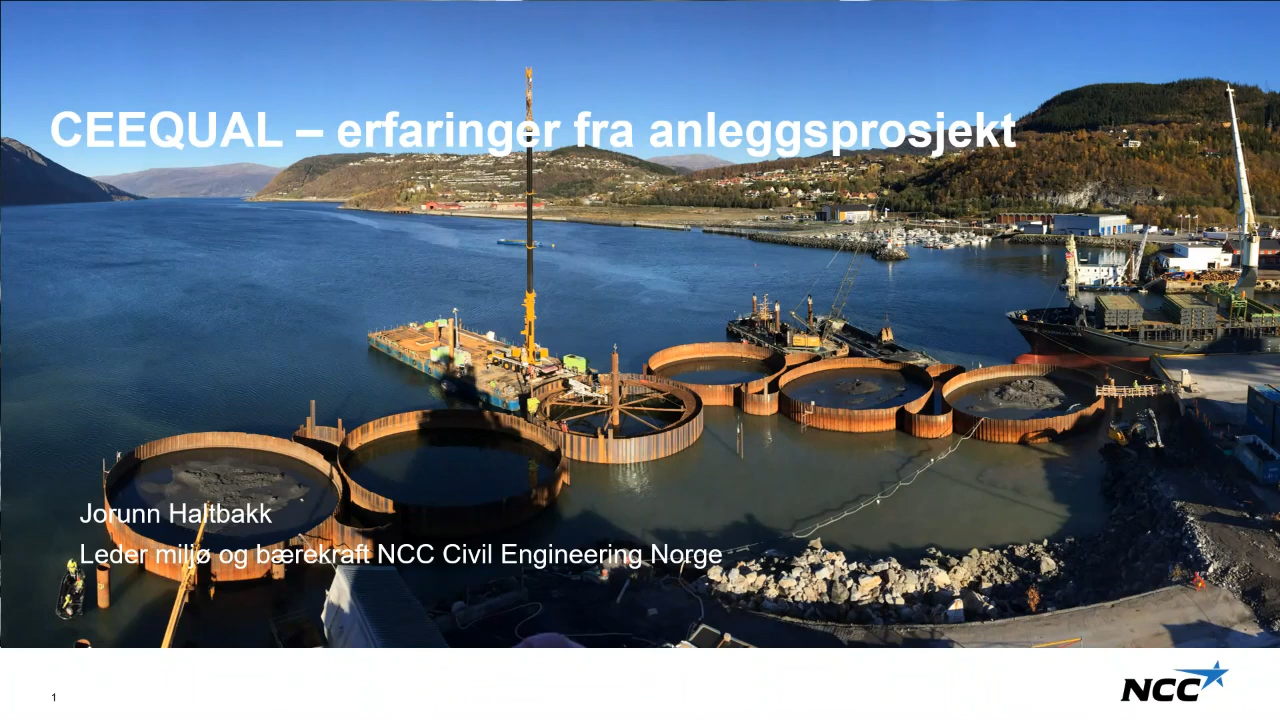 CEEQUAL – erfaringer fra anleggsprosjekt
Jorunn Haltbakk
Leder miljø og bærekraft NCC Civil Engineering Norge
1
NCC